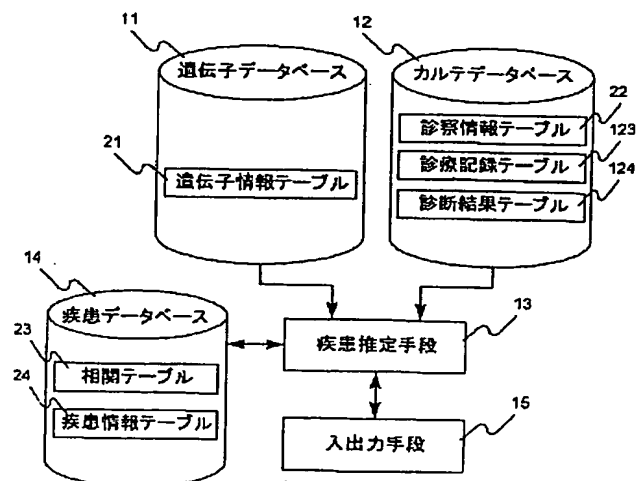 11
遺伝子データベース
21
遺伝子情報テーブル
12
カルテデータベース
22
診察情報テーブル
123
診療記録テーブル
124
診断結果テーブル
14
疾患データベース
23
相関テーブル
24
疾患情報テーブル
13
疾患推定手段
15
入出力手段